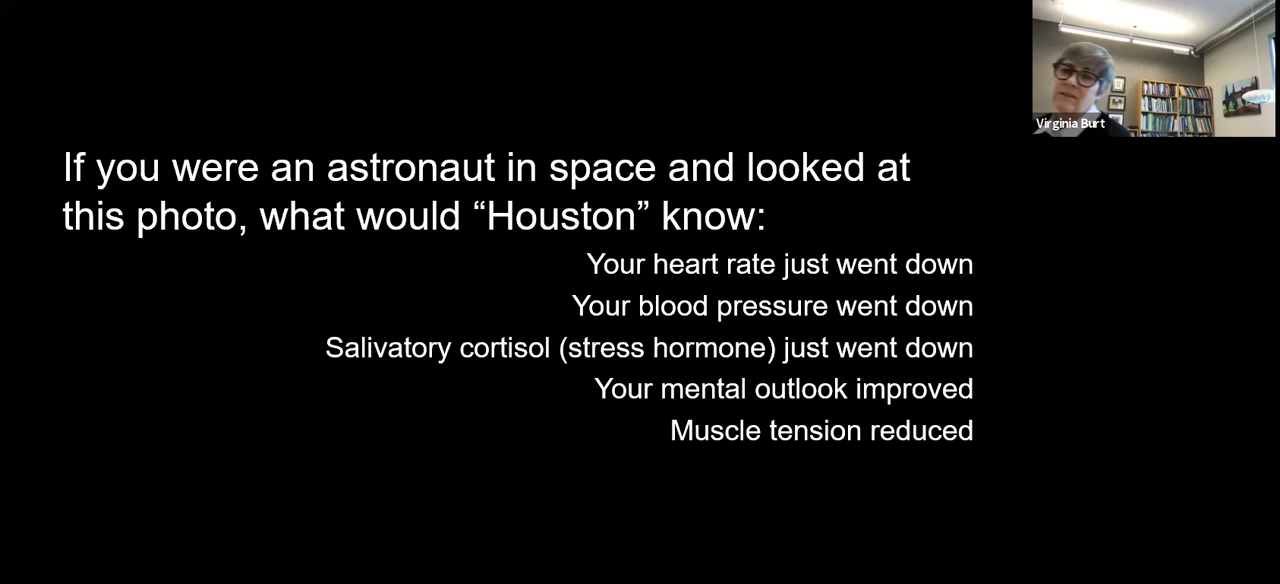 If you were an astronaut in space and looked at
this photo, what would “Houston” know:
Your heart rate just went down
Your blood pressure went down
Salivatory cortisol (stress hormone) just went down
Your mental outlook improved
Muscle tension reduced
Virginia Burt